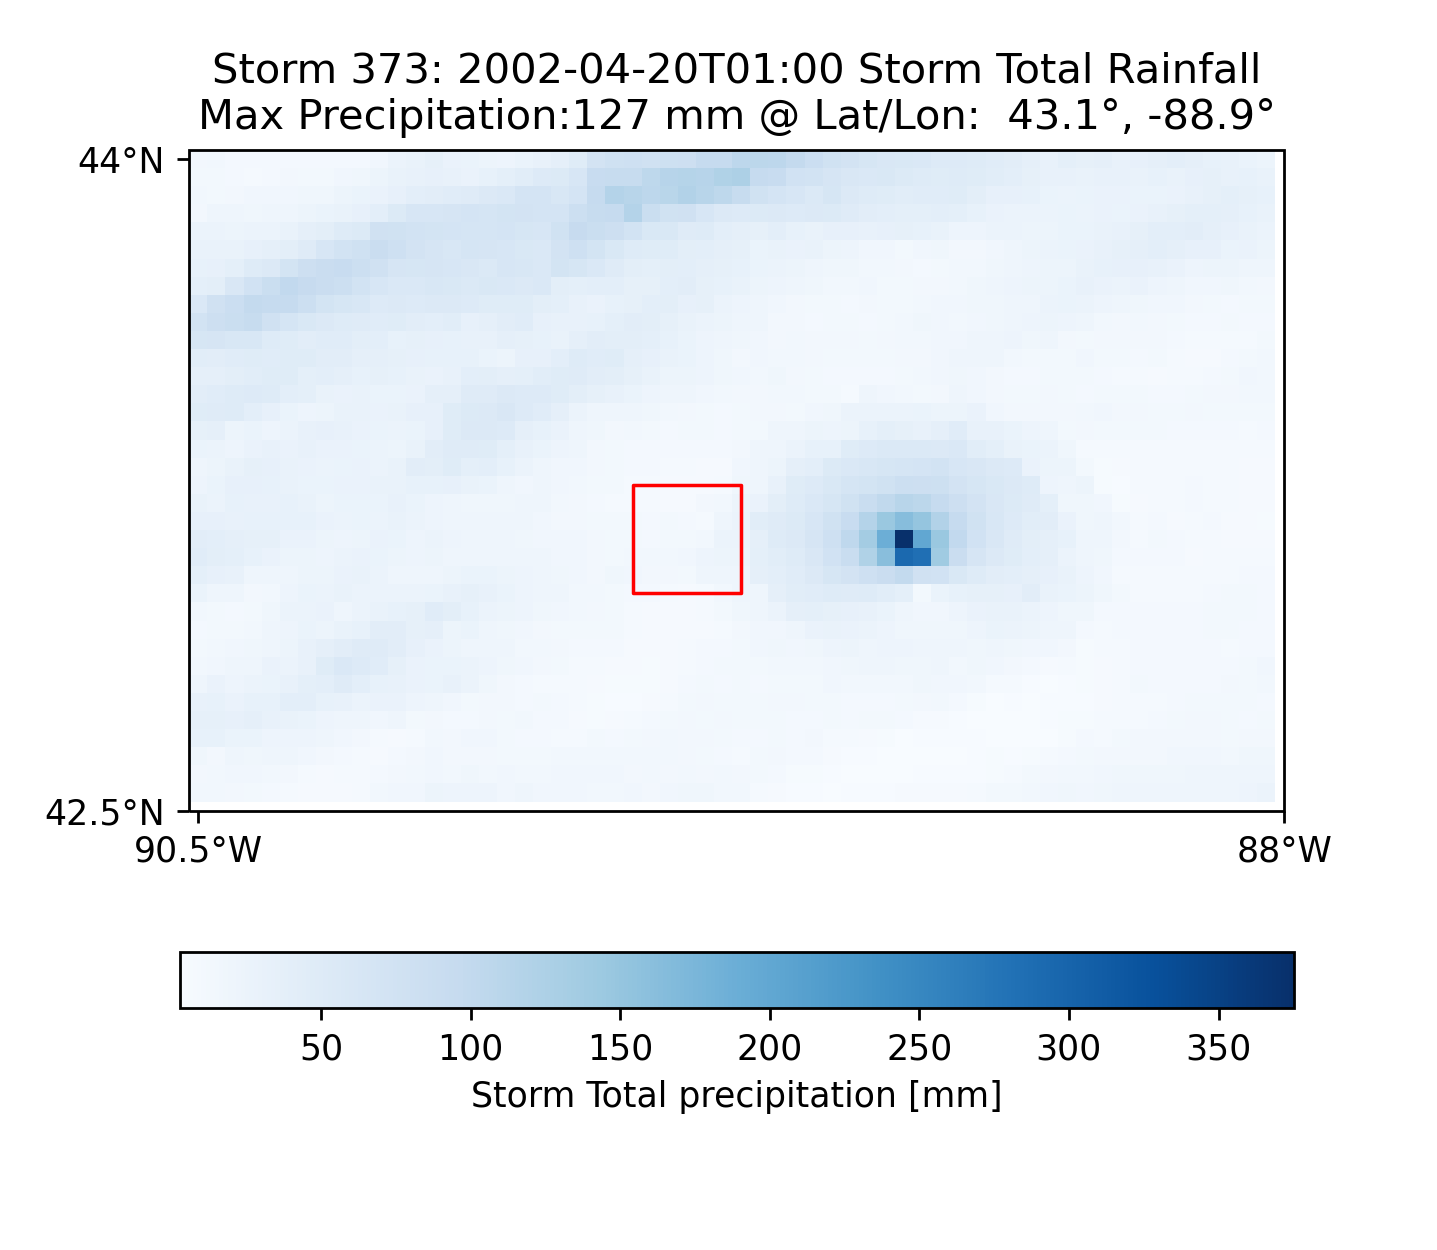 Storm 373: 2002-04-20T01:00 Storm Total Rainfall
Max Precipitation:127 mm @ Lat/Lon:  43.1°, -88.9°
44°N
42.5°N
90.5°W 88°W
50 100 150 200 250 300 350
Storm Total precipitation [mm]